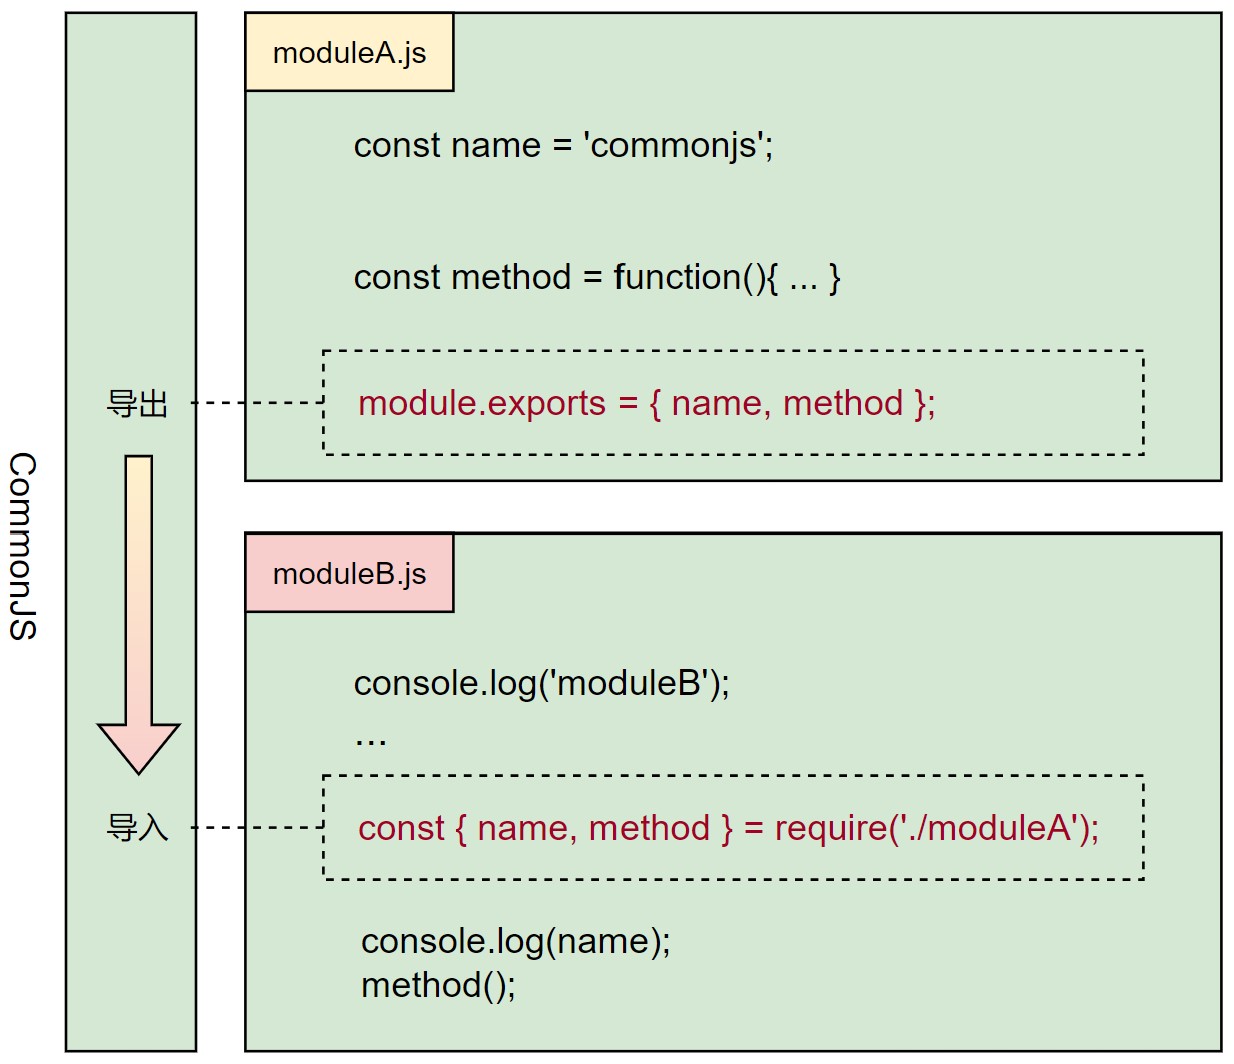 CommonJS
moduleA.js
const name = 'commonjs';
const method = function(){ ... }
导出
module.exports = { name, method };
moduleB.js
console.log('moduleB');
...
导入
const { name, method } = require('./moduleA');
console.log(name);
method();